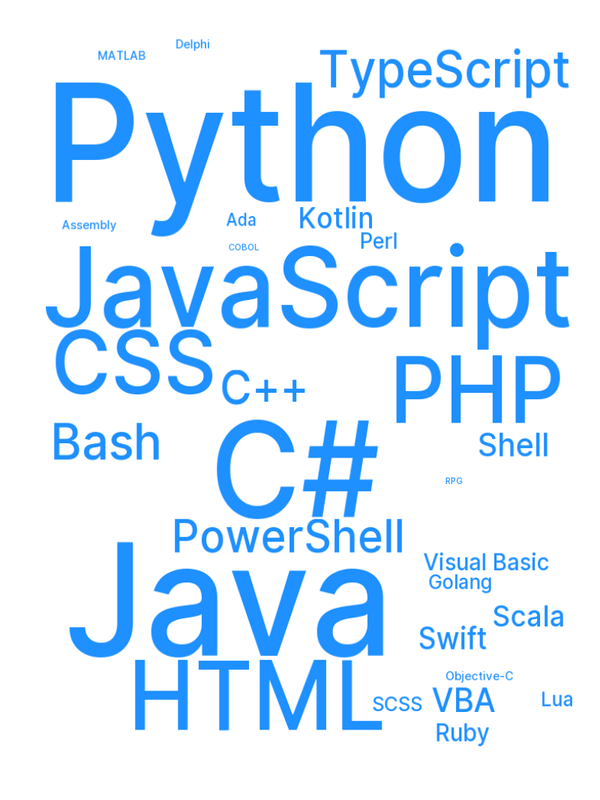 Delphi
MATLAB
TypeScript
Python
Ada
Kotlin
Assembly
Perl
COBOL
JavaScript
CSS
C++
PHP
Bash
Shell
C#
RPG
PowerShell
Visual Basic
Golang
Java
Scala
Swift
Objective-C
HTML
SCSS
VBA
Lua
Ruby